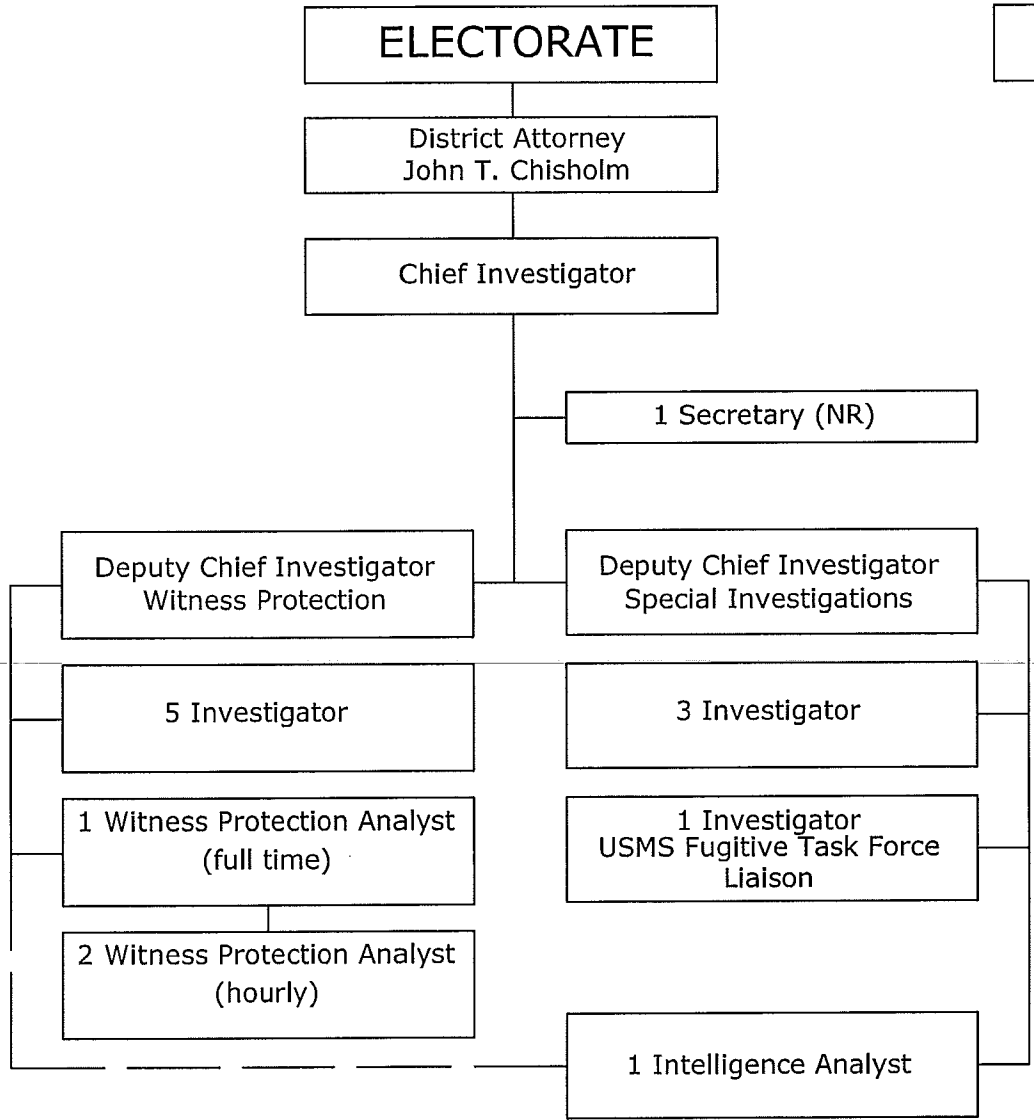 ELECTORATE
District Attorney
John T. Chisholm
Chief Investigator
1 Secretary (NR)
Deputy Chief Investigator
Witness Protection
Deputy Chief Investigator
Special Investigations
5 Investigator
3 Investigator
1 Witness Protection Analyst
(full time)
1 Investigator
USMS Fugitive Task Force
Liaison
2 Witness Protection Analyst
(hourly)
1 Intelligence Analyst